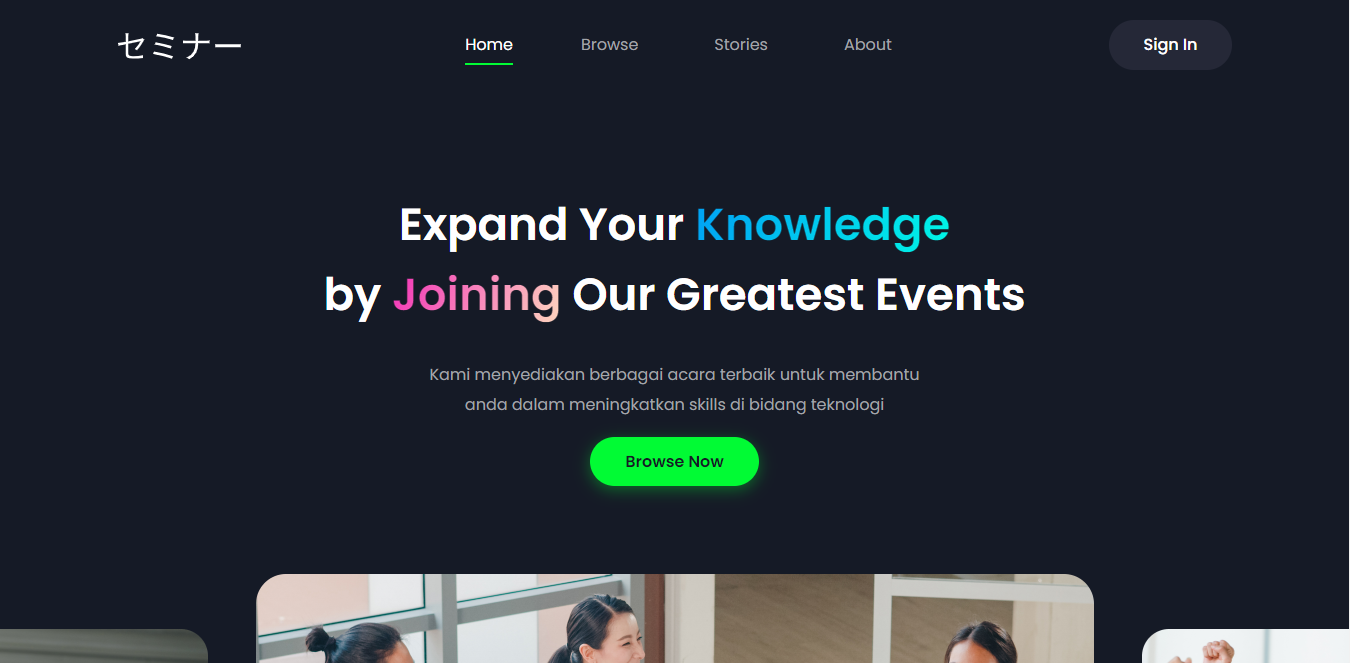 セミナー
Home
Browse
Stories
About
Sign In
Expand Your Knowledge
by Joining Our Greatest Events
Kami menyediakan berbagai acara terbaik untuk membantu
anda dalam meningkatkan skills di bidang teknologi
Browse Now